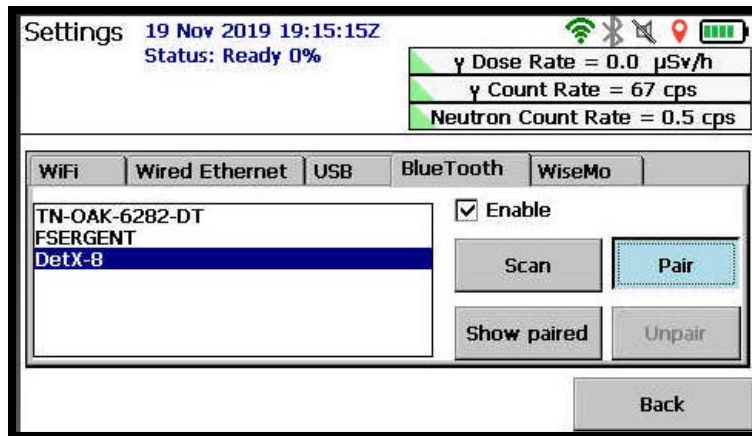 Settings 19 Nov 2019 19:15:15Z
Status: Ready 0%
γ Dose Rate = 0.0 µSv/h
γ Count Rate = 67 cps
Neutron Count Rate = 0.5 cps
WiFi Wired Ethernet USB BlueTooth WiseMo
TN-OAK-6282-DT
FSERGENT
DetX-8
Enable
Scan Pair
Show paired Unpair
Back